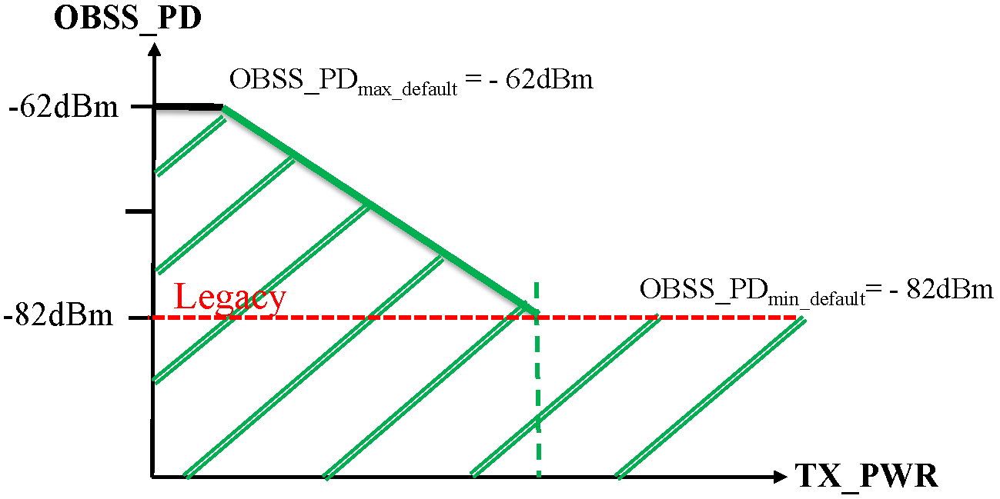 OBSS_PD
OBSS_PDmax_default = - 62dBm
-62dBm
OBSS_PDmin_default= - 82dBm
Legacy
-82dBm
TX_PWR